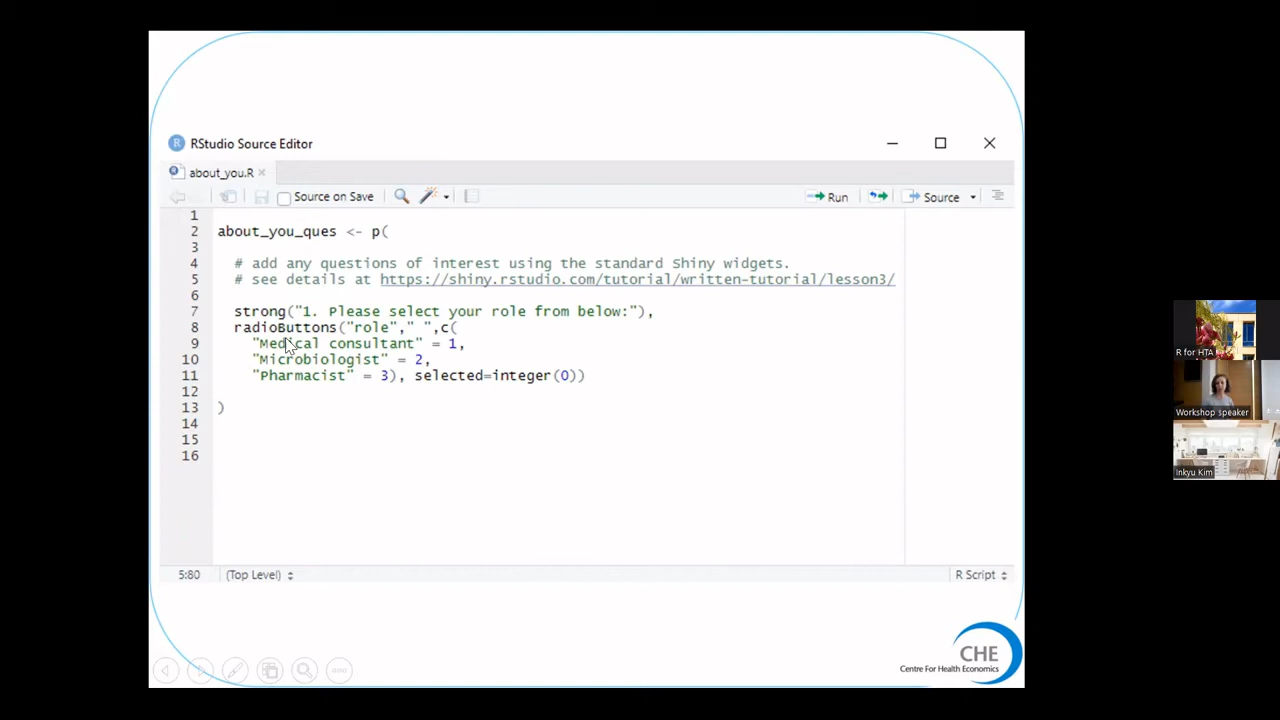 RStudio Source Editor
about_you.R
Source on Save
Run
Source
1
2 about_you_ques <- p(
3
4 # add any questions of interest using the standard Shiny widgets.
5 # see details at https://shiny.rstudio.com/tutorial/written-tutorial/lesson3/
6
7 strong("1. Please select your role from below:"),
8 radioButtons("role"," ",c(
9 "Medical consultant" = 1,
10 "Microbiologist" = 2,
11 "Pharmacist" = 3), selected=integer(0))
12
13 )
14
15
16
5:80 (Top Level) R Script
CHE
Centre For Health Economics
R for HTA
Workshop speaker
Inkyu Kim